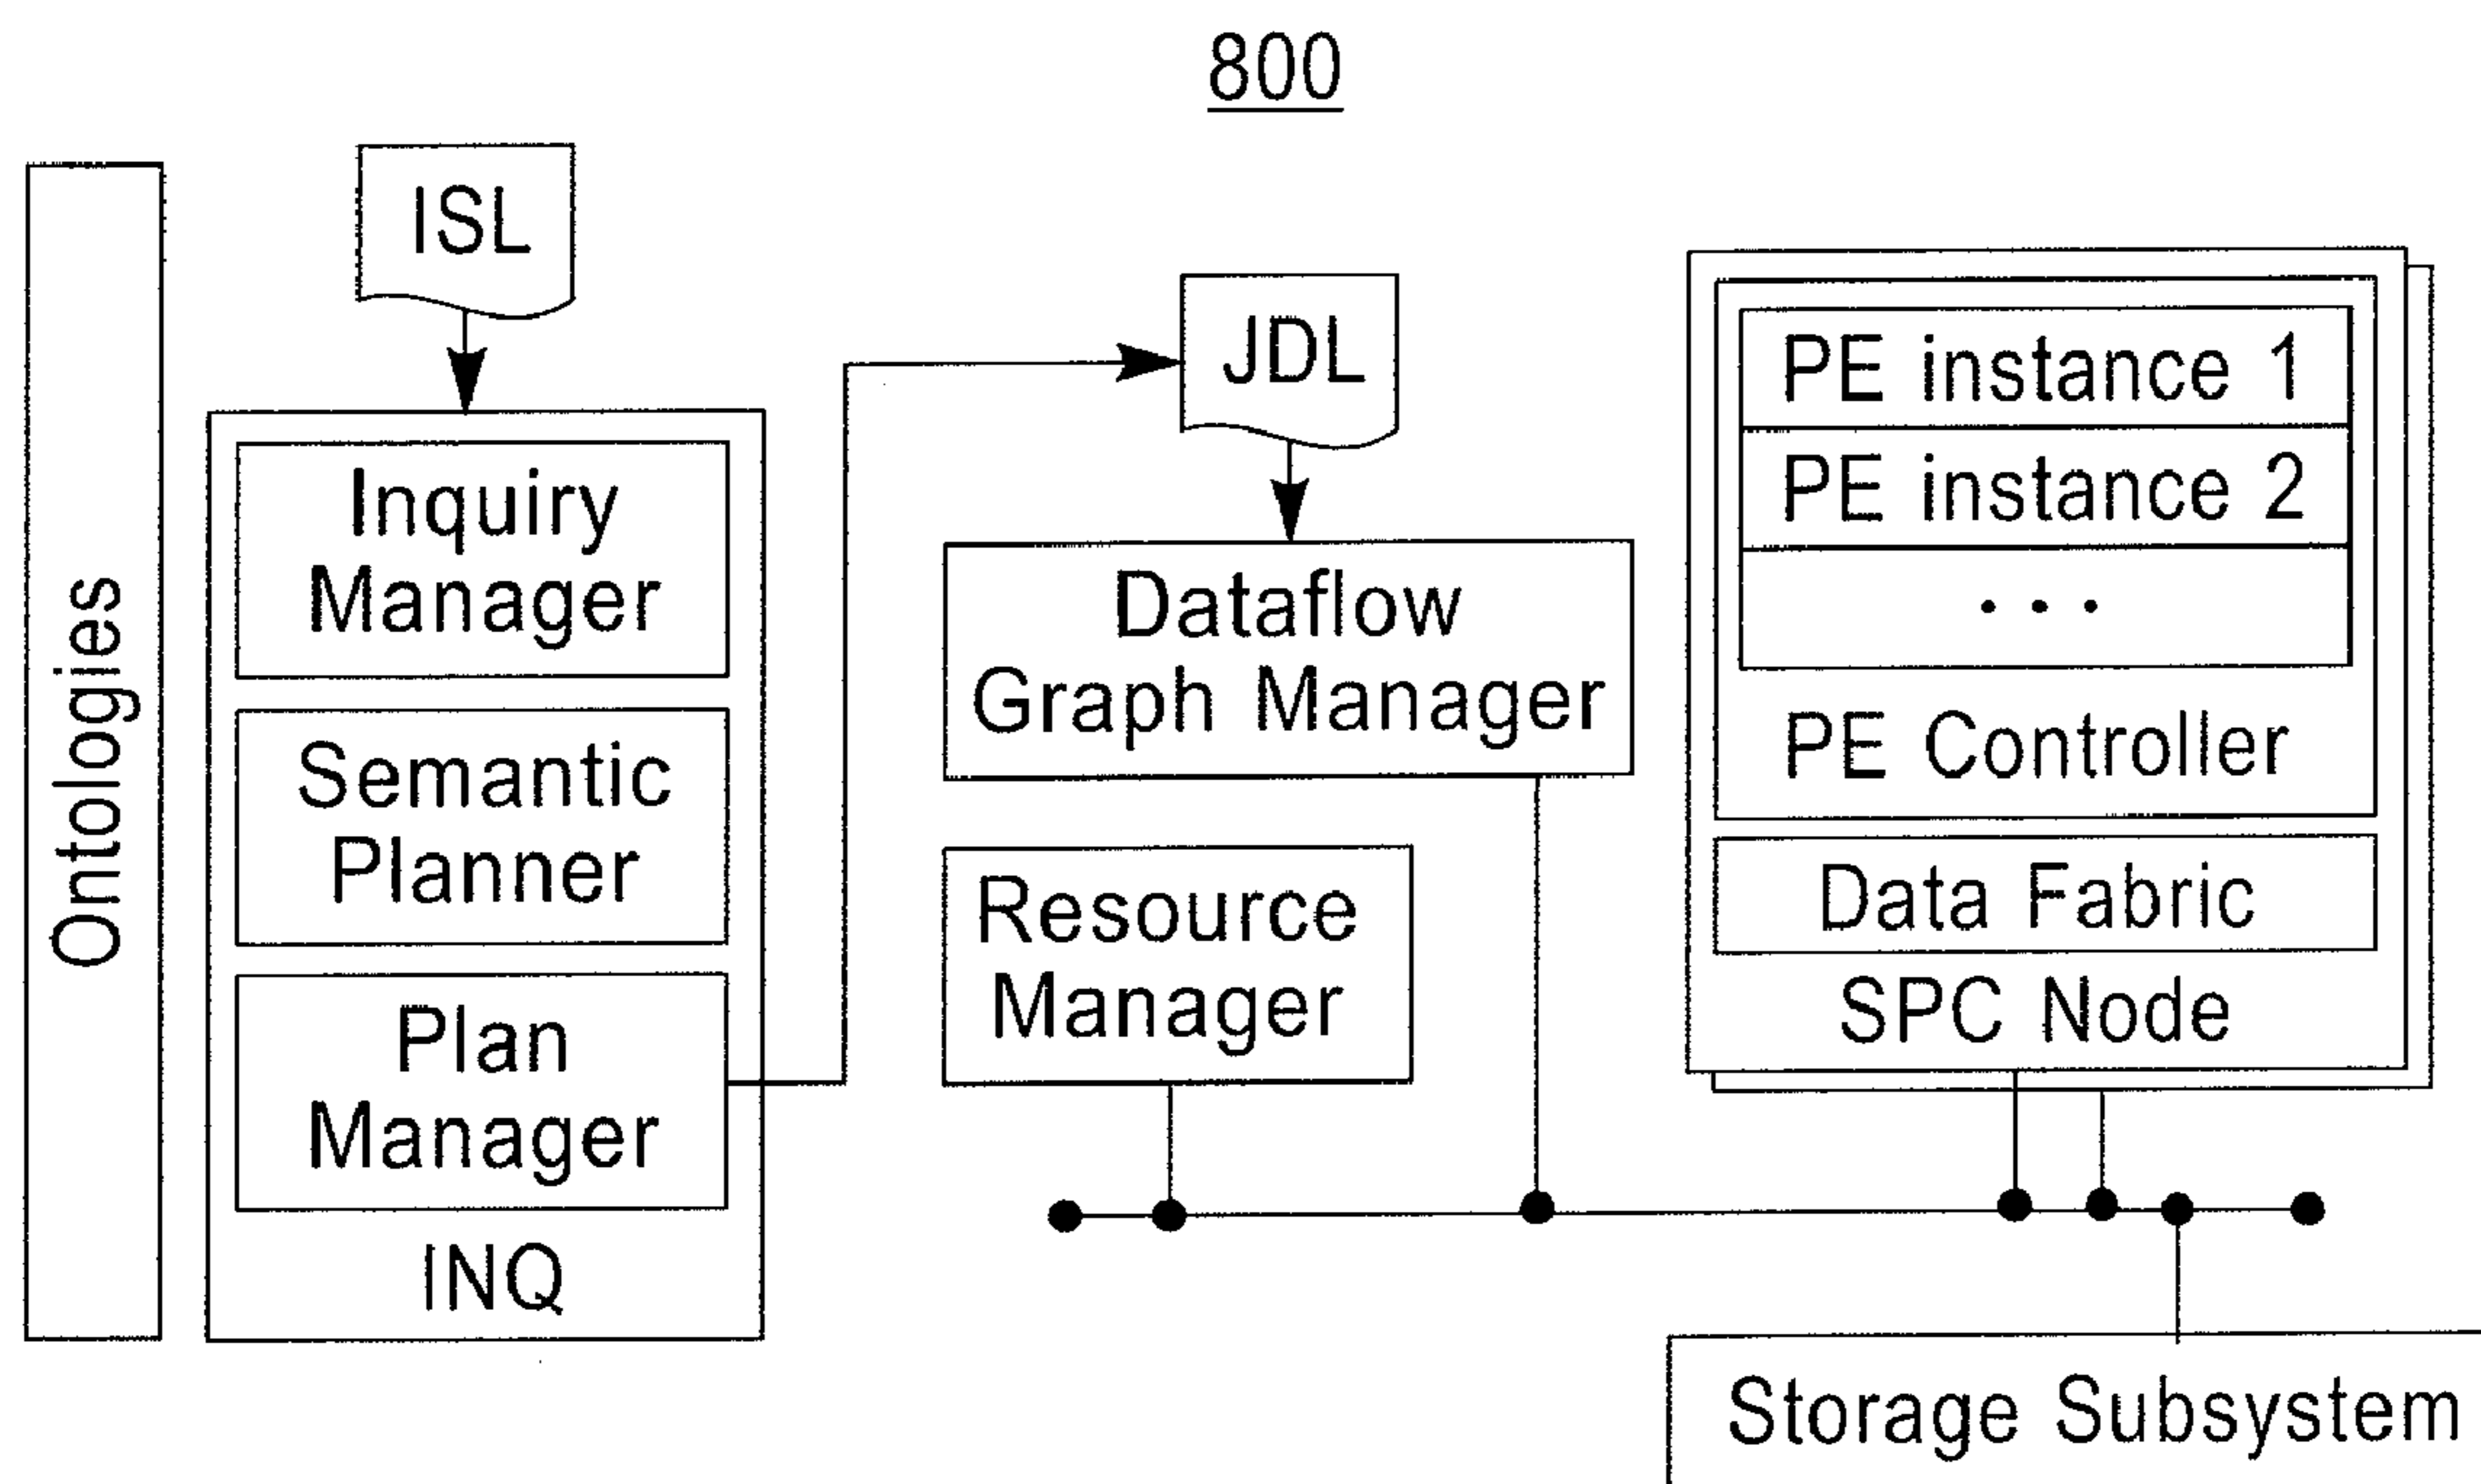 800
Ontologies
ISL
Inquiry
Manager
Semantic
Planner
Plan
Manager
INQ
JDL
Dataflow
Graph Manager
Resource
Manager
PE instance 1
PE instance 2
...
PE Controller
Data Fabric
SPC Node
Storage Subsystem